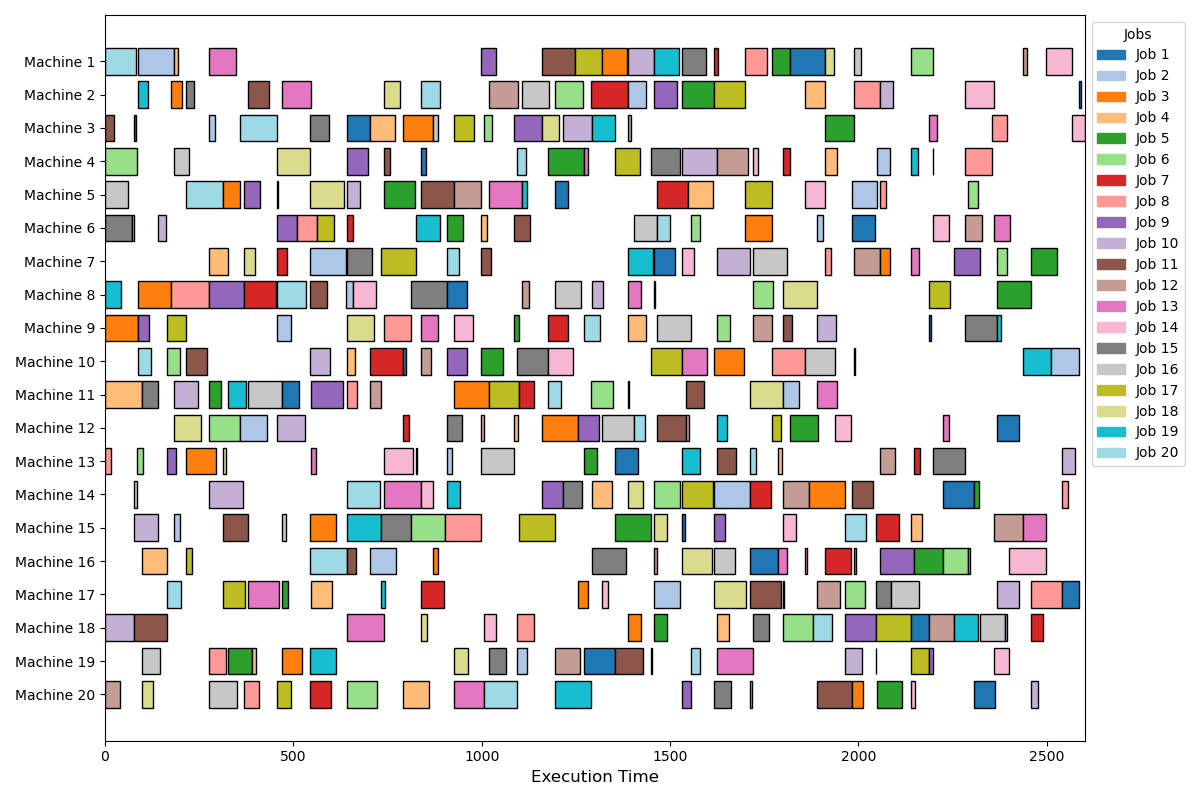 Machine 1
Machine 2
Machine 3
Machine 4
Machine 5
Machine 6
Machine 7
Machine 8
Machine 9
Machine 10
Machine 11
Machine 12
Machine 13
Machine 14
Machine 15
Machine 16
Machine 17
Machine 18
Machine 19
Machine 20
0 500 1000 1500 2000 2500
Execution Time
Jobs
Job 1
Job 2
Job 3
Job 4
Job 5
Job 6
Job 7
Job 8
Job 9
Job 10
Job 11
Job 12
Job 13
Job 14
Job 15
Job 16
Job 17
Job 18
Job 19
Job 20